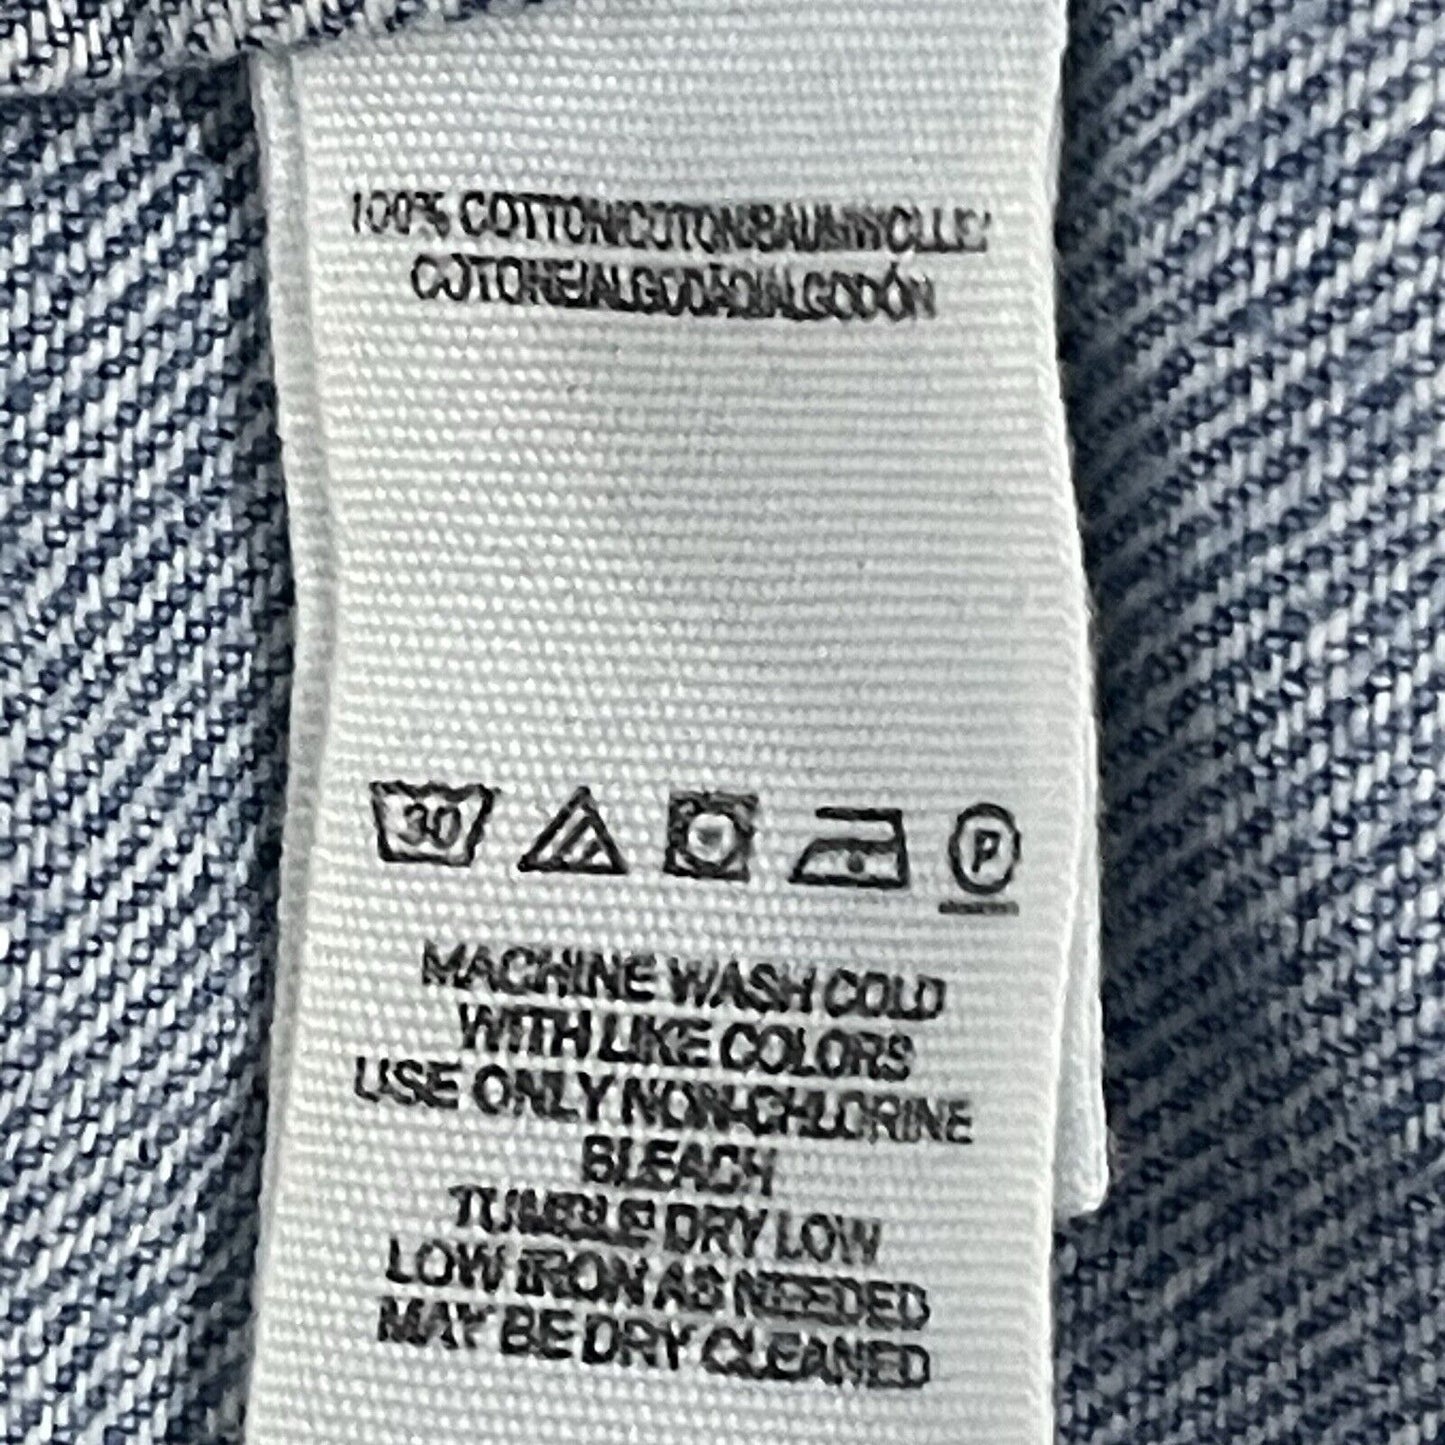 100% COTTON/COTON/BAUMWOLLE/
COTONE/ALGODÃO/ALGODÓN
30 P
MACHINE WASH COLD
WITH LIKE COLORS
USE ONLY NON-CHLORINE
BLEACH
TUMBLE DRY LOW
LOW IRON AS NEEDED
MAY BE DRY CLEANED